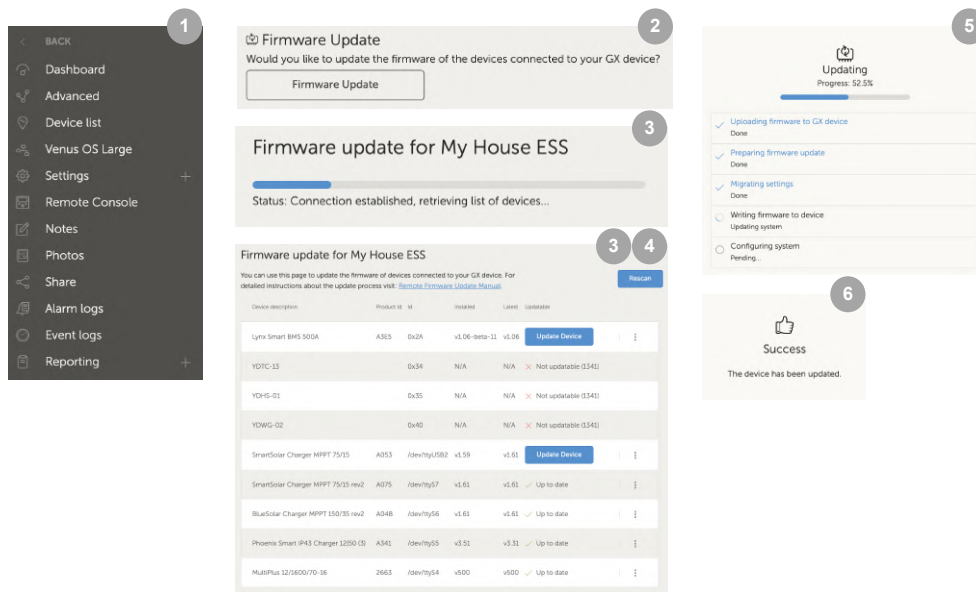 1
BACK
Dashboard
Advanced
Device list
Venus OS Large
Settings
Remote Console
Notes
Photos
Share
Alarm logs
Event logs
Reporting
2
Firmware Update
Would you like to update the firmware of the devices connected to your GX device?
Firmware Update
3
Firmware update for My House ESS
Status: Connection established, retrieving list of devices...
3 4
Firmware update for My House ESS
You can use this page to update the firmware of devices connected to your GX device. For
detailed instructions about the update process visit: Remote Firmware Update Manual.
Rescan
Device description Product Id Id Installed Latest Updatable
Lynx Smart BMS 500A A3E5 0x2A v1.06-beta-11 v1.06 Update Device
YDTC-13 0x34 N/A N/A Not updatable (1341)
YDHS-01 0x35 N/A N/A Not updatable (1341)
YDWG-02 0x40 N/A N/A Not updatable (1341)
SmartSolar Charger MPPT 75/15 A053 /dev/ttyUSB2 v1.59 v1.61 Update Device
SmartSolar Charger MPPT 75/15 rev2 A075 /dev/ttyS7 v1.61 v1.61 Up to date
BlueSolar Charger MPPT 150/35 rev2 A04B /dev/ttyS6 v1.61 v1.61 Up to date
Phoenix Smart IP43 Charger 12|50 (3) A341 /dev/ttyS5 v3.51 v3.31 Up to date
MultiPlus 12/1600/70-16 2663 /dev/ttyS4 v500 v500 Up to date
5
Updating
Progress: 52.5%
Uploading firmware to GX device
Done
Preparing firmware update
Done
Migrating settings
Done
Writing firmware to device
Updating system
Configuring system
Pending...
6
Success
The device has been updated.